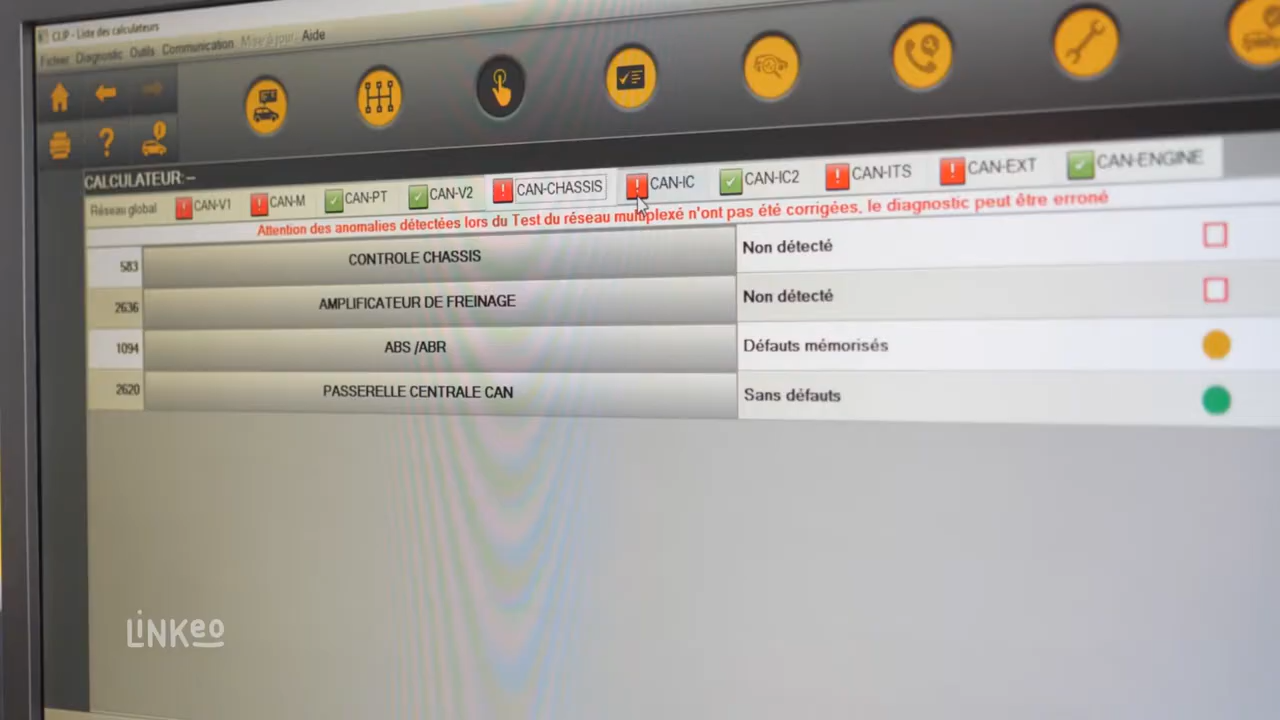 CLIP - Liste des calculateurs
Fichier Diagnostic Outils Communication Mise à jour Aide
CALCULATEUR:--
Réseau global CAN-V1 CAN-M CAN-PT CAN-V2 CAN-CHASSIS CAN-IC CAN-IC2 CAN-ITS CAN-EXT CAN-ENGINE
Attention des anomalies détectées lors du Test du réseau multiplexé n'ont pas été corrigées, le diagnostic peut être erroné
583 CONTROLE CHASSIS Non détecté
2636 AMPLIFICATEUR DE FREINAGE Non détecté
1094 ABS /ABR Défauts mémorisés
2620 PASSERELLE CENTRALE CAN Sans défauts
LINKeo